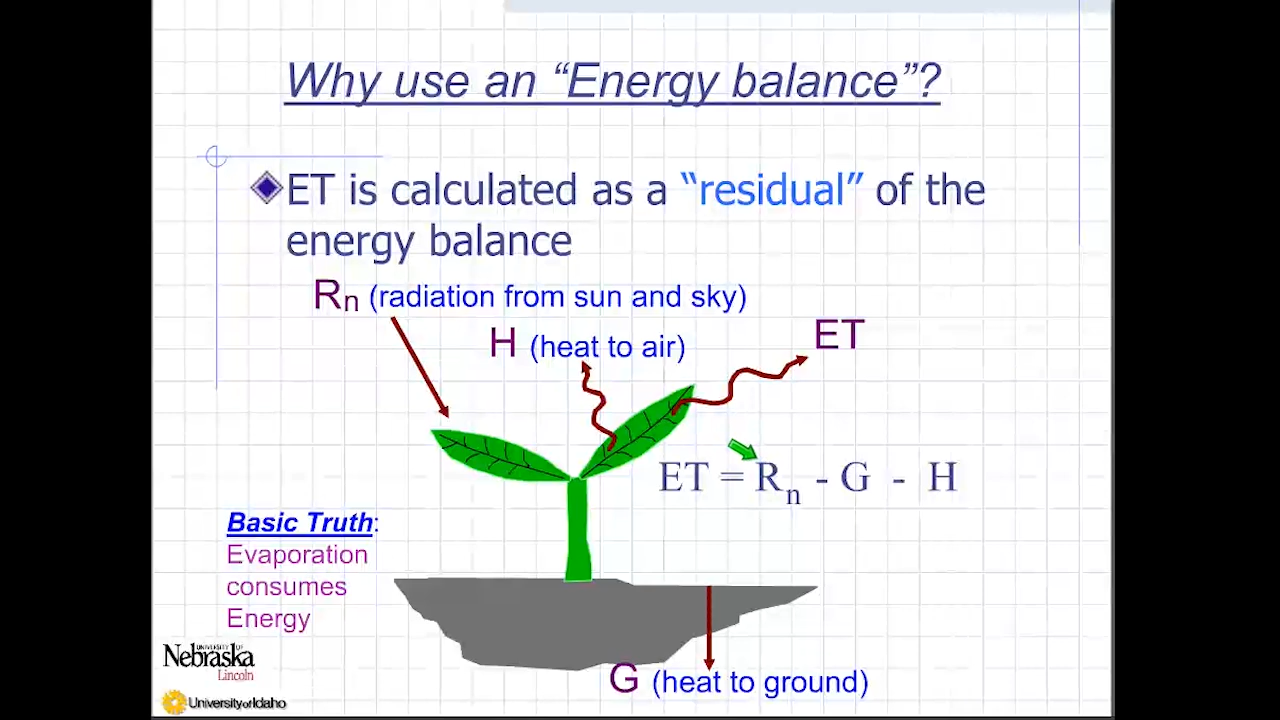 Why use an “Energy balance”?
ET is calculated as a “residual” of the
energy balance
Rn (radiation from sun and sky)
H (heat to air)
ET
ET = Rn - G - H
Basic Truth:
Evaporation
consumes
Energy
G (heat to ground)
UNIVERSITY OF
Nebraska
Lincoln
University of Idaho